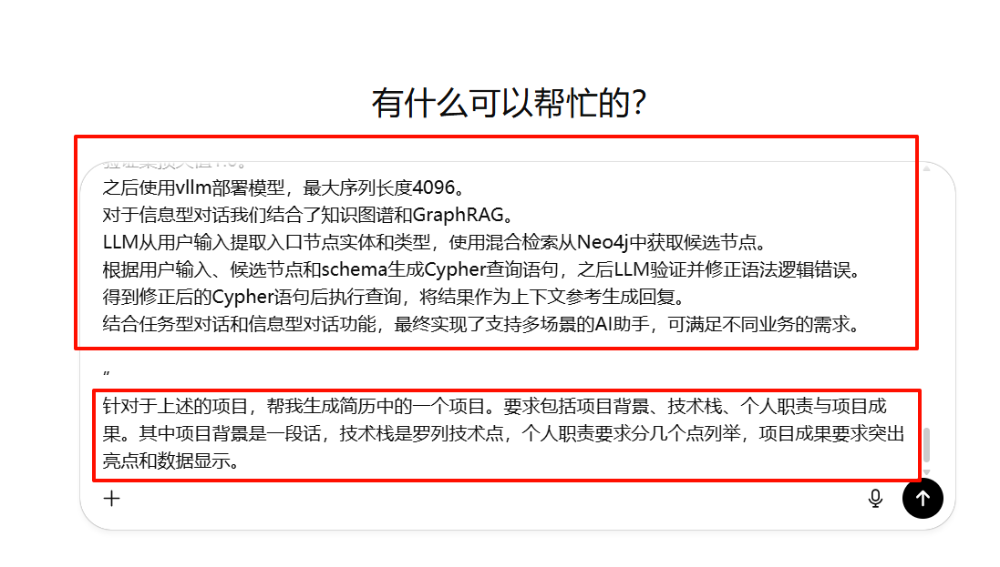 有什么可以帮忙的？
之后使用vllm部署模型，最大序列长度4096。
对于信息型对话我们结合了知识图谱和GraphRAG。
LLM从用户输入提取入口节点实体和类型，使用混合检索从Neo4j中获取候选节点。
根据用户输入、候选节点和schema生成Cypher查询语句，之后LLM验证并修正语法逻辑错误。
得到修正后的Cypher语句后执行查询，将结果作为上下文参考生成回复。
结合任务型对话和信息型对话功能，最终实现了支持多场景的AI助手，可满足不同业务的需求。
”
针对于上述的项目，帮我生成简历中的一个项目。要求包括项目背景、技术栈、个人职责与项目成
果。其中项目背景是一段话，技术栈是罗列技术点，个人职责要求分几个点列举，项目成果要求突出
亮点和数据显示。